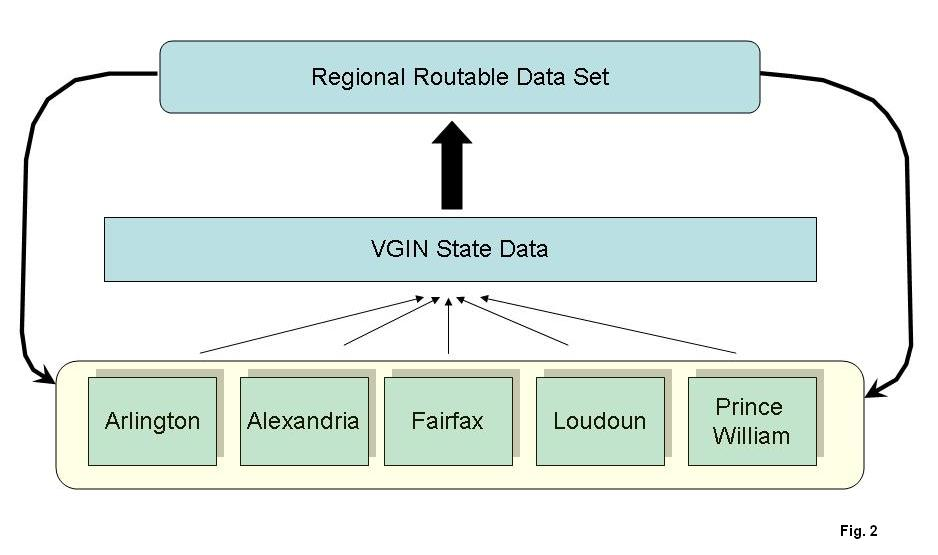 Regional Routable Data Set
VGIN State Data
Arlington
Alexandria
Fairfax
Loudoun
Prince
William
Fig. 2